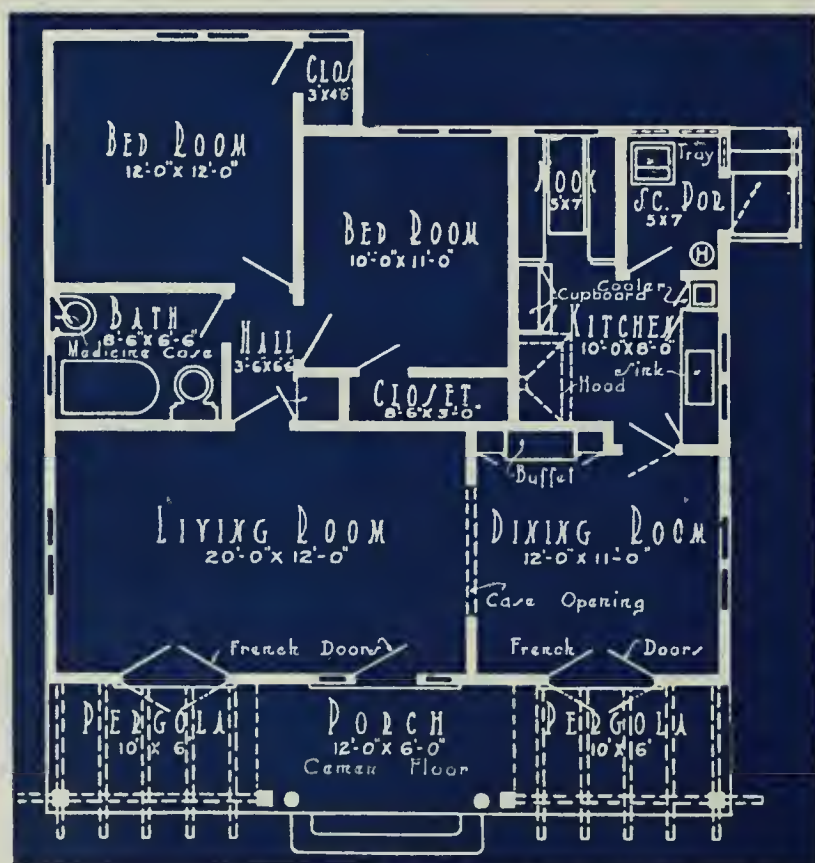 CLOS
3'X4'6"
BED ROOM
12'-0" X 12'-0"
NOOK
5'X7'
Tray
SC. POR.
5X7
BED ROOM
10'-0" X 11'-0"
H
Cooler
Cupboard
BATH
8'-6"X 6'-6"
Medicine Case
HALL
3'-6"X6'6"
KITCHEN
10'-0"X 8'-0"
Sink
Hood
CLOSET
8'-6"X 3'-0"
Buffet
LIVING ROOM
20'-0"X 12'-0"
DINING ROOM
12'-0"X 11'-0"
Case Opening
French Doors
French Doors
PERGOLA
10' X 6'
PORCH
12'-0"X 6'-0"
Cement Floor
PERGOLA
10'X 6'